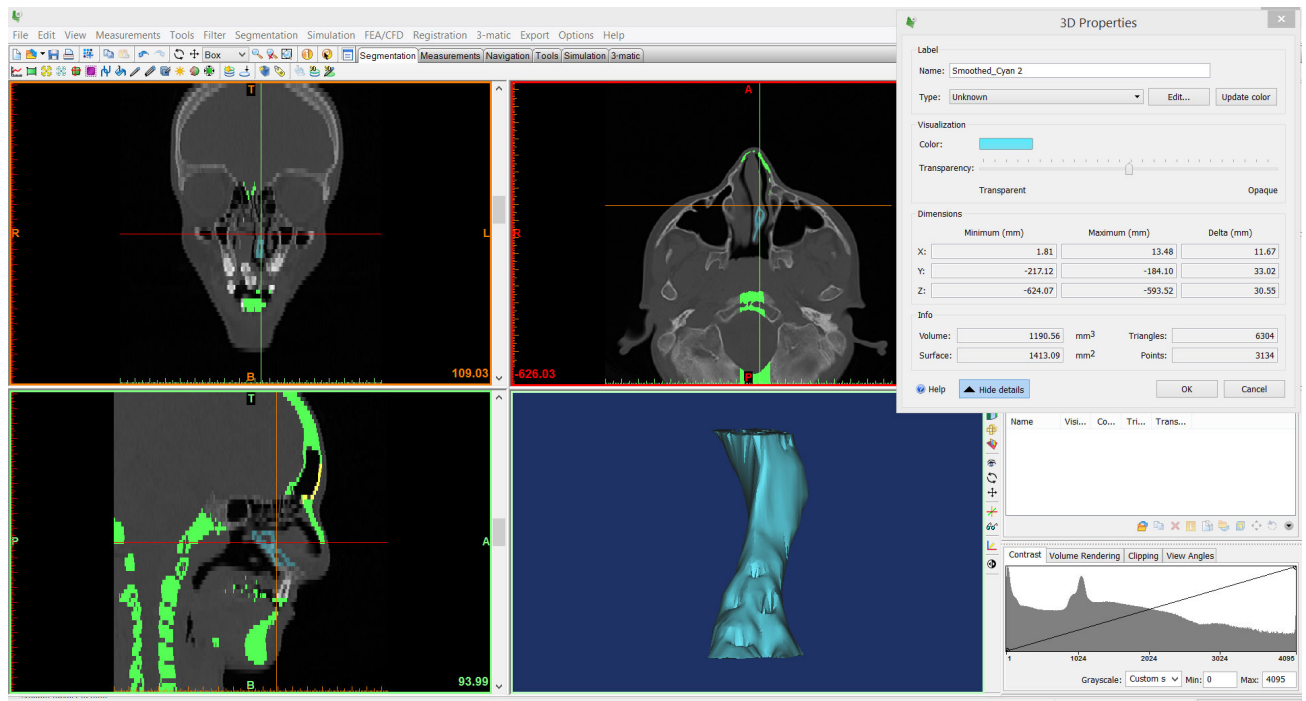 File Edit View Measurements Tools Filter Segmentation Simulation FEA/CFD Registration 3-matic Export Options Help
Box
Segmentation Measurements Navigation Tools Simulation 3-matic
T
R
L
B
109.03
A
R
P
-626.03
T
P
A
B
93.99
3D Properties
Label
Name: Smoothed_Cyan 2
Type: Unknown Edit... Update color
Visualization
Color:
Transparency:
Transparent Opaque
Dimensions
Minimum (mm) Maximum (mm) Delta (mm)
X: 1.81 13.48 11.67
Y: -217.12 -184.10 33.02
Z: -624.07 -593.52 30.55
Info
Volume: 1190.56 mm3 Triangles: 6304
Surface: 1413.09 mm2 Points: 3134
Help Hide details OK Cancel
Name Visi... Co... Tri... Trans...
Contrast Volume Rendering Clipping View Angles
1 1024 2024 3024 4095
Grayscale: Custom s Min: 0 Max: 4095